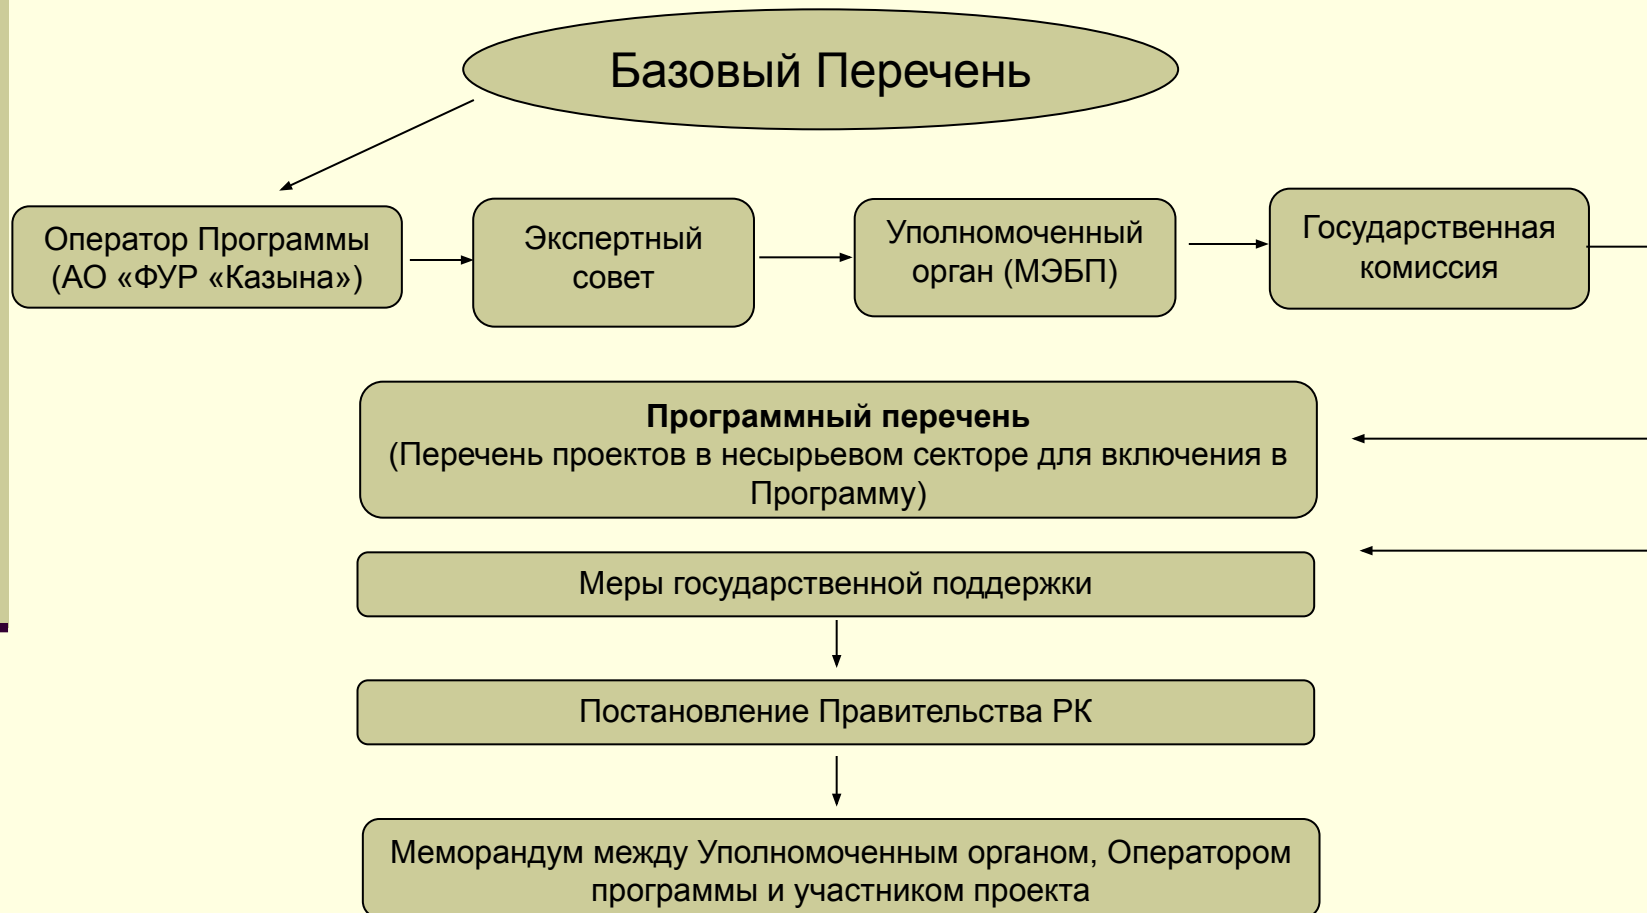 Базовый Перечень
Оператор Программы
(АО «ФУР «Казына»)
Экспертный
совет
Уполномоченный
орган (МЭБП)
Государственная
комиссия
Программный перечень
(Перечень проектов в несырьевом секторе для включения в
Программу)
Меры государственной поддержки
Постановление Правительства РК
Меморандум между Уполномоченным органом, Оператором
программы и участником проекта